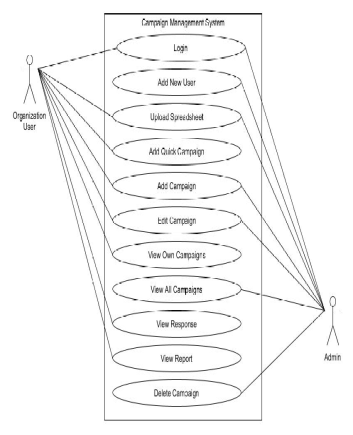 Campaign Management System
Login
Add New User
Organization
User
Upload Spreadsheet
Add Quick Campaign
Add Campaign
Edit Campaign
View Own Campaigns
View All Campaigns
View Response
View Report
Admin
Delete Campaign